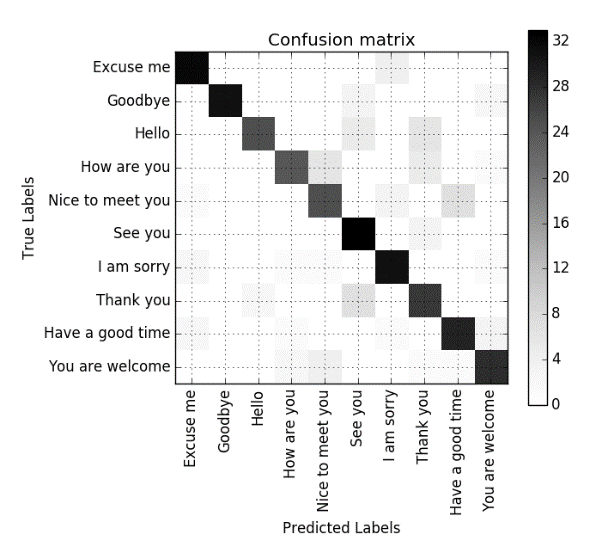 Confusion matrix
True Labels
Excuse me
Goodbye
Hello
How are you
Nice to meet you
See you
I am sorry
Thank you
Have a good time
You are welcome
Excuse me
Goodbye
Hello
How are you
Nice to meet you
See you
I am sorry
Thank you
Have a good time
You are welcome
Predicted Labels
32
28
24
20
16
12
8
4
0